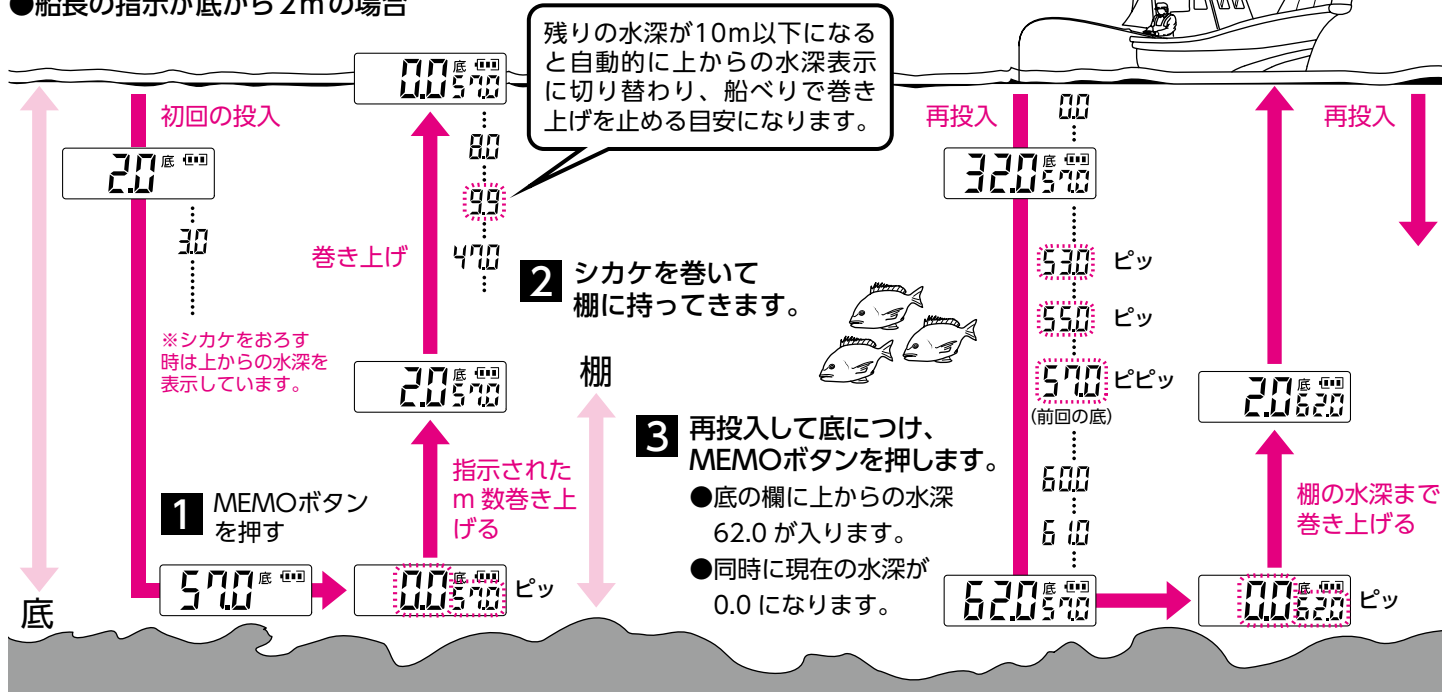 ●船長の指示が底から2mの場合
残りの水深が10m以下になる
と自動的に上からの水深表示
に切り替わり、船べりで巻き
上げを止める目安になります。
初回の投入
2.0 底
3.0
※シカケをおろす
時は上からの水深を
表示しています。
1 MEMOボタン
を押す
57.0 底
0.0 底 57.0
ピッ
指示された
m 数巻き上
げる
2.0 底 57.0
巻き上げ
47.0
9.9
8.0
0.0 底 57.0
2 シカケを巻いて
棚に持ってきます。
棚
底
3 再投入して底につけ、
MEMOボタンを押します。
●底の欄に上からの水深
62.0 が入ります。
●同時に現在の水深が
0.0 になります。
再投入
0.0
32.0 底 57.0
53.0 ピッ
55.0 ピッ
57.0 ピピッ
(前回の底)
60.0
61.0
62.0 底 57.0
0.0 底 62.0
ピッ
棚の水深まで
巻き上げる
2.0 底 62.0
再投入